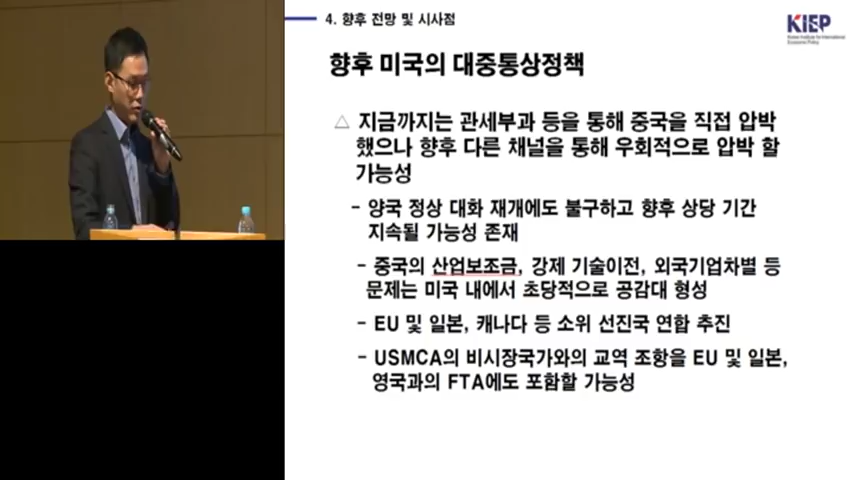 4. 향후 전망 및 시사점
KIEP
Korea Institute for International
Economic Policy
향후 미국의 대중통상정책
△ 지금까지는 관세부과 등을 통해 중국을 직접 압박
했으나 향후 다른 채널을 통해 우회적으로 압박 할
가능성
- 양국 정상 대화 재개에도 불구하고 향후 상당 기간
지속될 가능성 존재
- 중국의 산업보조금, 강제 기술이전, 외국기업차별 등
문제는 미국 내에서 초당적으로 공감대 형성
- EU 및 일본, 캐나다 등 소위 선진국 연합 추진
- USMCA의 비시장국가와의 교역 조항을 EU 및 일본,
영국과의 FTA에도 포함할 가능성